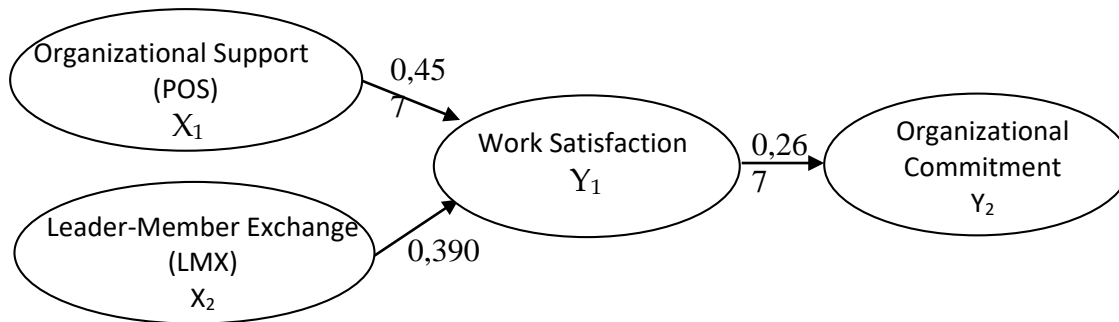 Organizational Support
(POS)
X1
0,45
7
Leader-Member Exchange
(LMX)
X2
0,390
Work Satisfaction
Y1
0,26
7
Organizational
Commitment
Y2